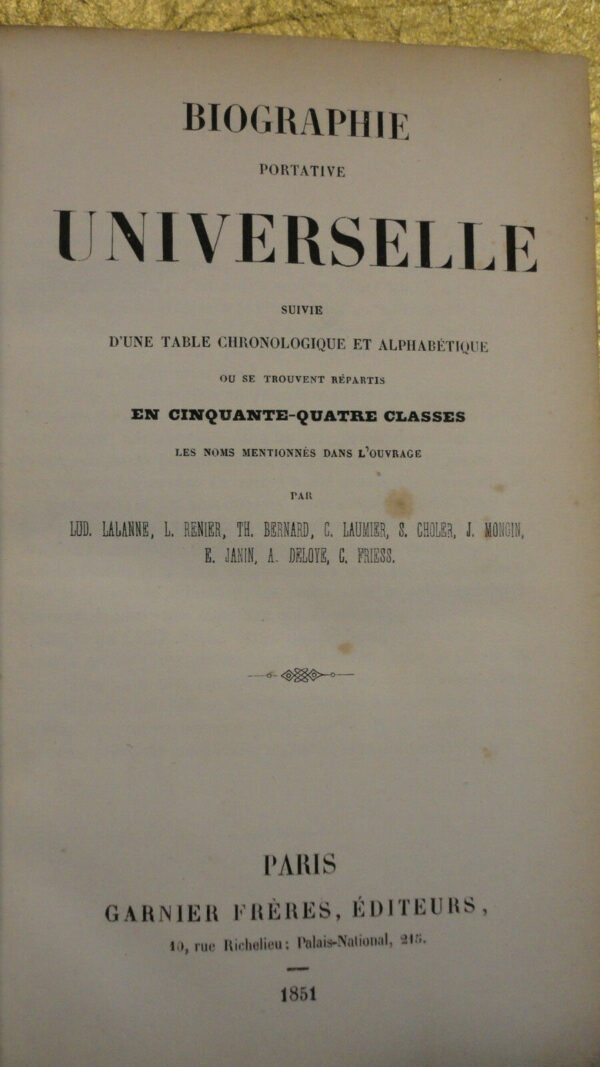 BIOGRAPHIE
PORTATIVE
UNIVERSELLE
SUIVIE
D'UNE TABLE CHRONOLOGIQUE ET ALPHABÉTIQUE
OU SE TROUVENT RÉPARTIS
EN CINQUANTE-QUATRE CLASSES
LES NOMS MENTIONNÉS DANS L'OUVRAGE
PAR
LUD. LALANNE, L. RENIER, TH. BERNARD, C. LAUMIER, S. CHOLER, J. MONGIN,
E. JANIN, A. DELOYE, C. FRIESS.
PARIS
GARNIER FRÈRES, ÉDITEURS,
10, rue Richelieu; Palais-National, 215.
1851